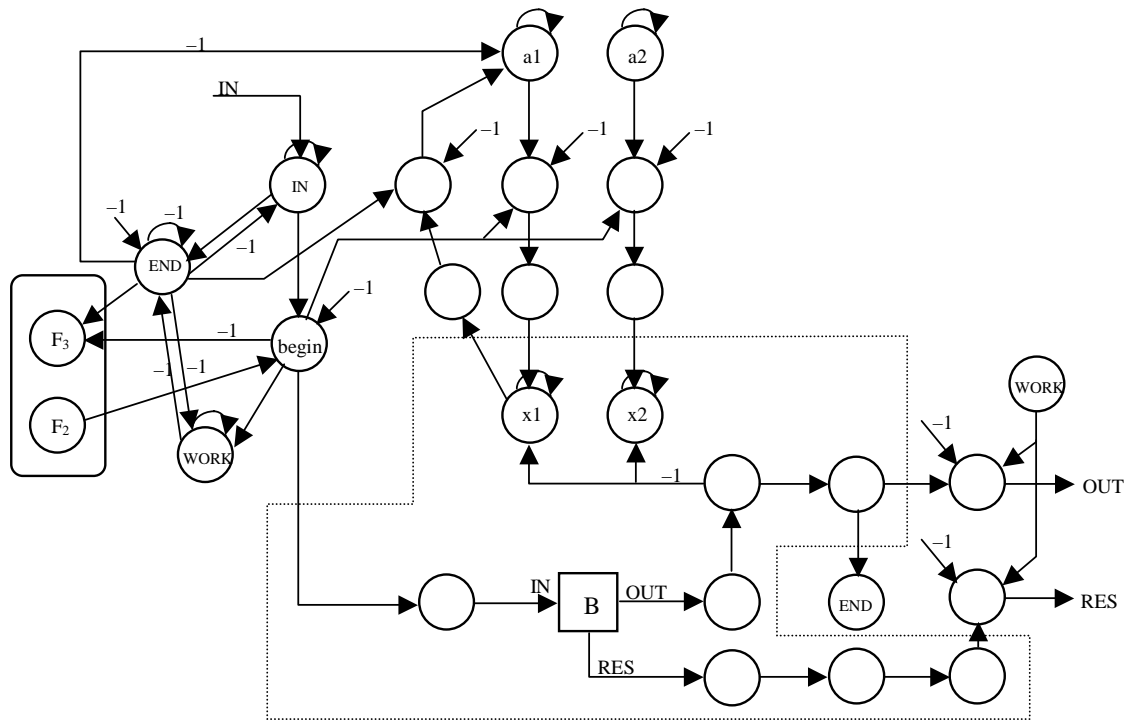 –1
a1
a2
IN
–1
–1
–1
IN
–1
–1
–1
END
–1
F₃
–1
begin
–1
–1
F₂
x1
x2
WORK
WORK
–1
–1
OUT
–1
IN
B
OUT
END
RES
RES